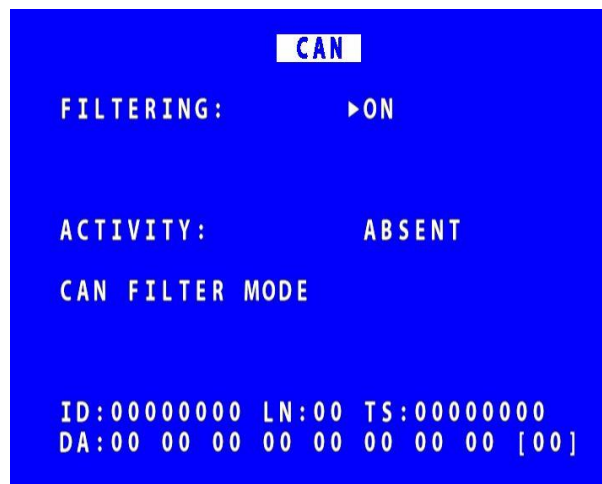 CAN
FILTERING: ▶ON
ACTIVITY: ABSENT
CAN FILTER MODE
ID:00000000 LN:00 TS:00000000
DA:00 00 00 00 00 00 00 00 [00]